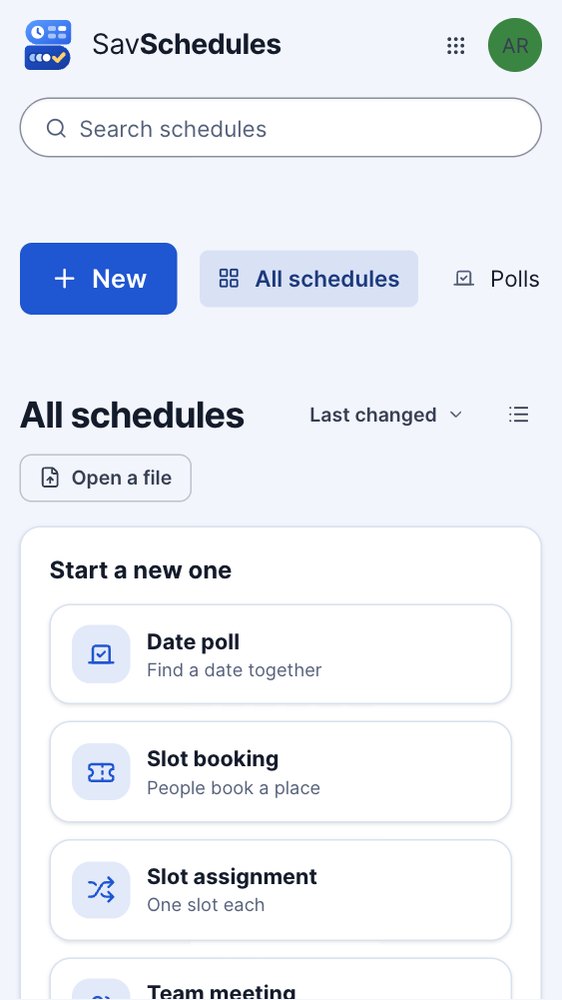 SavSchedules
AR
Search schedules
New
All schedules
Polls
All schedules
Last changed
Open a file
Start a new one
Date poll
Find a date together
Slot booking
People book a place
Slot assignment
One slot each
Team meeting